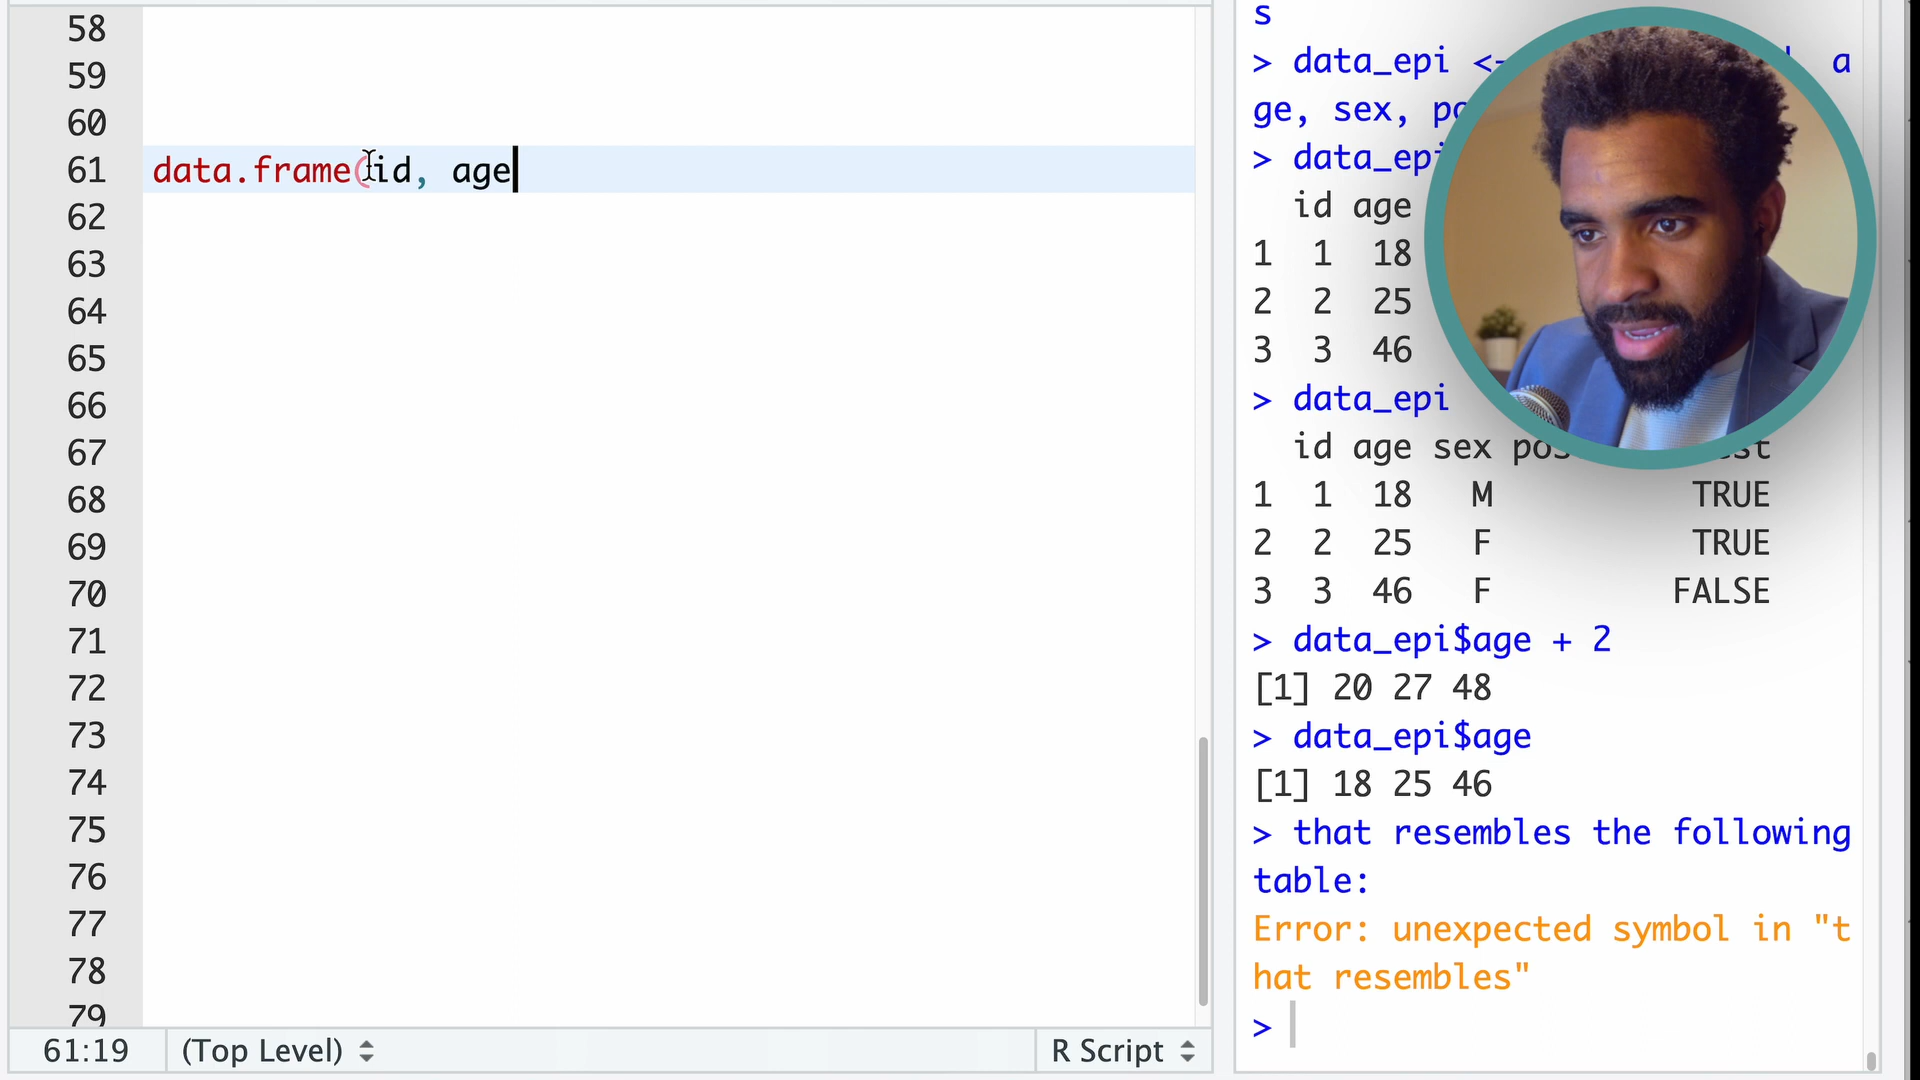 58
59
60
61 data.frame(id, age
62
63
64
65
66
67
68
69
70
71
72
73
74
75
76
77
78
79
61:19 (Top Level) R Script
s
> data_epi <- a
ge, sex,
> data_epi
id age
1 1 18
2 2 25
3 3 46
> data_epi
id age sex
1 1 18 M TRUE
2 2 25 F TRUE
3 3 46 F FALSE
> data_epi$age + 2
[1] 20 27 48
> data_epi$age
[1] 18 25 46
> that resembles the following
table:
Error: unexpected symbol in "t
hat resembles"
>